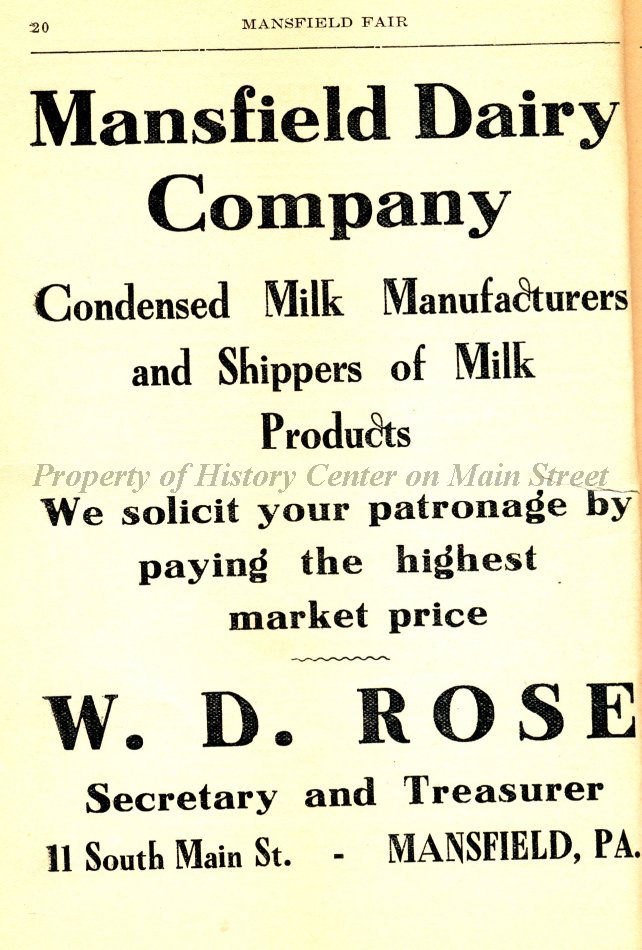 20 MANSFIELD FAIR
Mansfield Dairy
Company
Condensed Milk Manufacturers
and Shippers of Milk
Products
Property of History Center on Main Street
We solicit your patronage by
paying the highest
market price
W. D. ROSE
Secretary and Treasurer
11 South Main St. - MANSFIELD, PA.